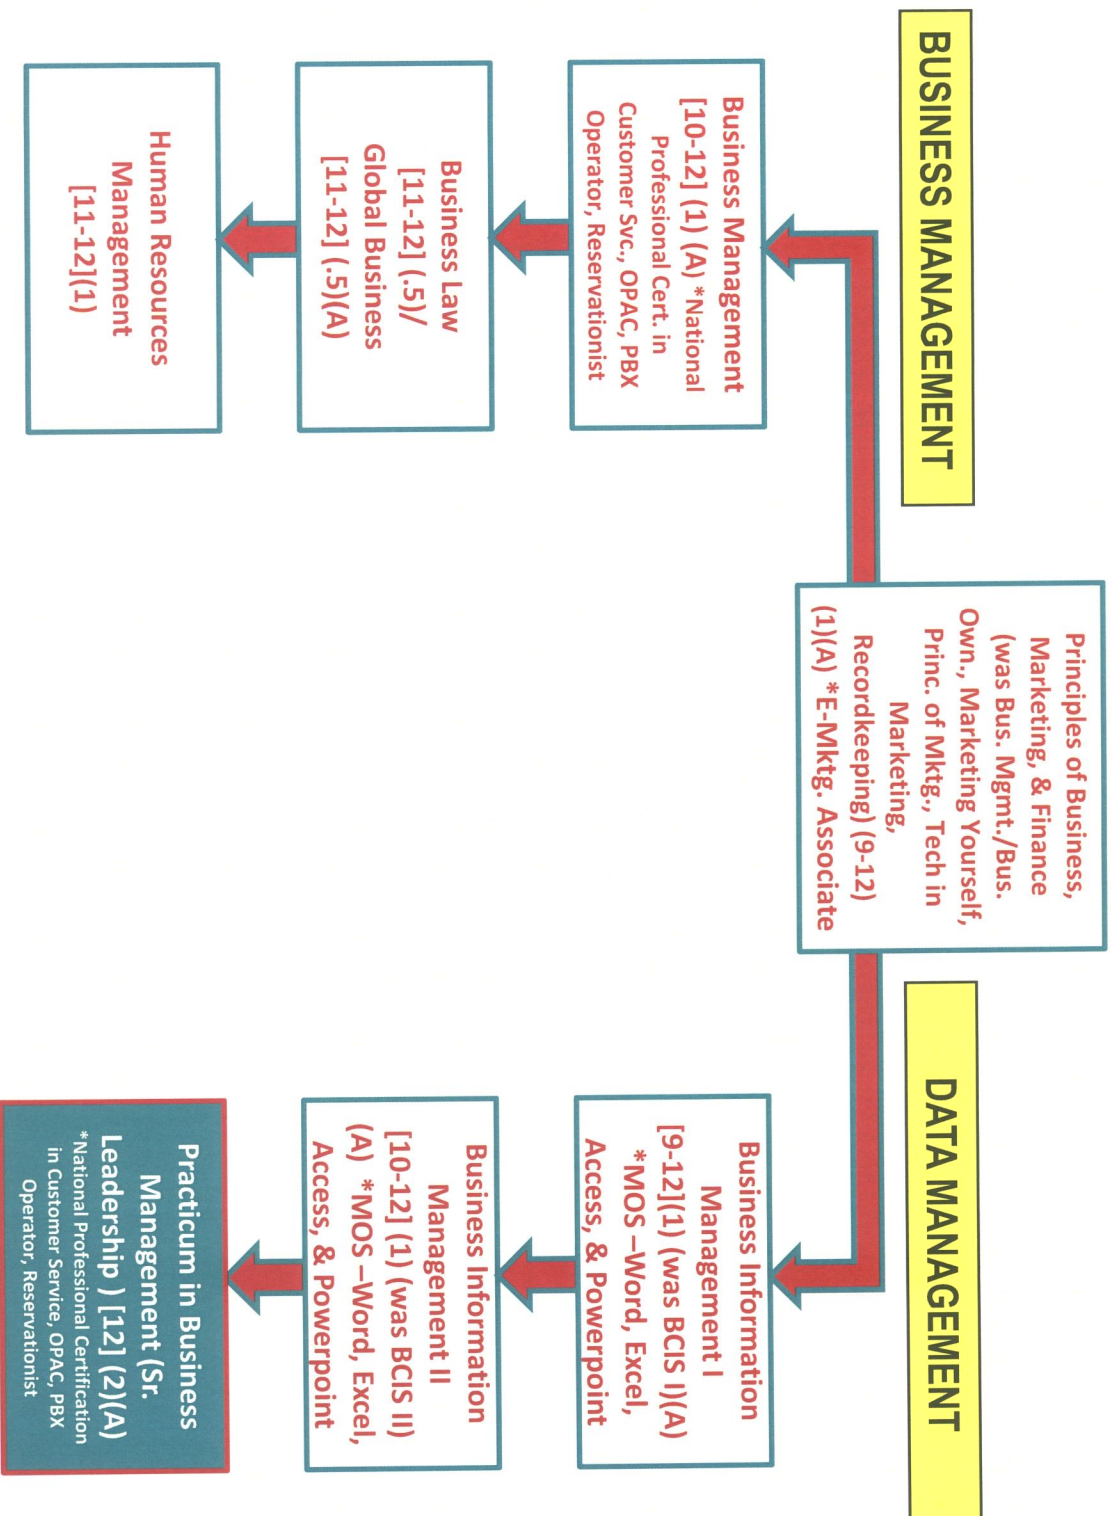 BUSINESS MANAGEMENT
DATA MANAGEMENT
Principles of Business,
Marketing, & Finance
(was Bus. Mgmt./Bus.
Own., Marketing Yourself,
Princ. of Mktg., Tech in
Marketing,
Recordkeeping) (9-12)
(1)(A) *E-Mktg. Associate
Business Management
[10-12] (1) (A) *National
Professional Cert. in
Customer Svc., OPAC, PBX
Operator, Reservationist
Business Law
[11-12] (.5)/
Global Business
[11-12] (.5)(A)
Human Resources
Management
[11-12](1)
Business Information
Management I
[9-12](1) (was BCIS I)(A)
*MOS –Word, Excel,
Access, & Powerpoint
Business Information
Management II
[10-12] (1) (was BCIS II)
(A) *MOS –Word, Excel,
Access, & Powerpoint
Practicum in Business
Management (Sr.
Leadership ) [12] (2)(A)
*National Professional Certification
in Customer Service, OPAC, PBX
Operator, Reservationist